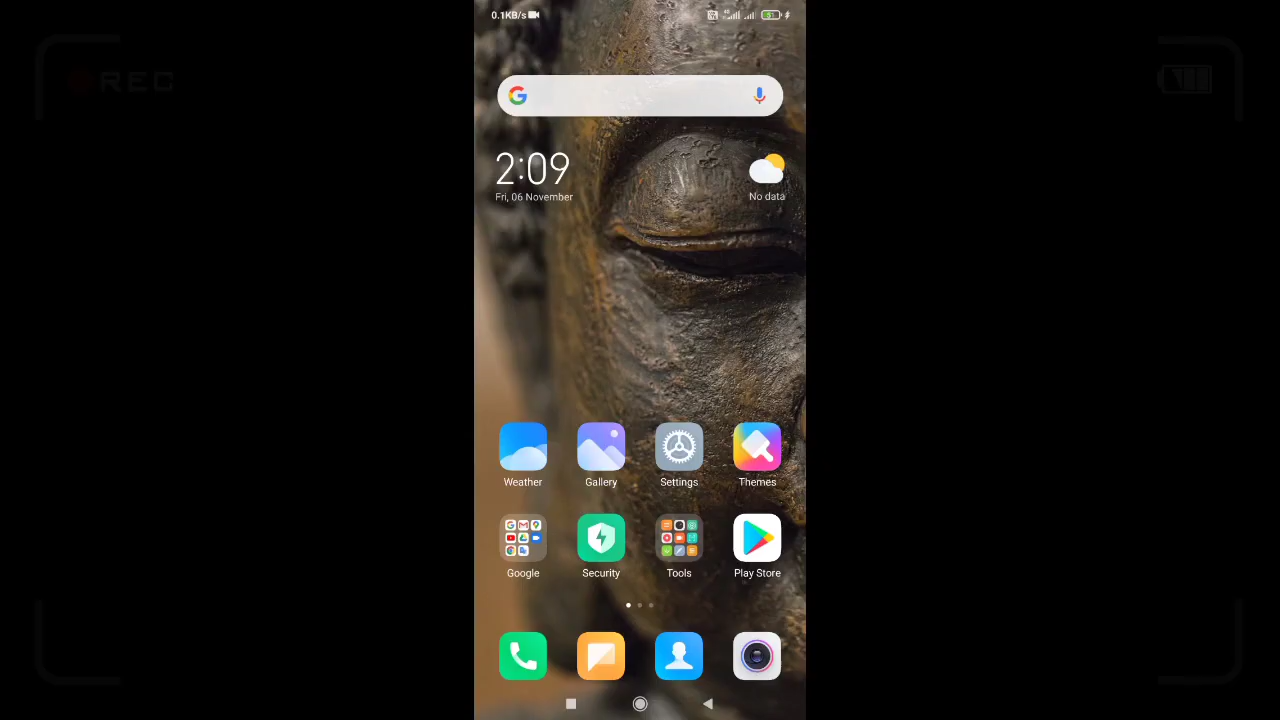 0.1KB/s
REC
2:09
Fri, 06 November
No data
Weather Gallery Settings Themes
Google Security Tools Play Store